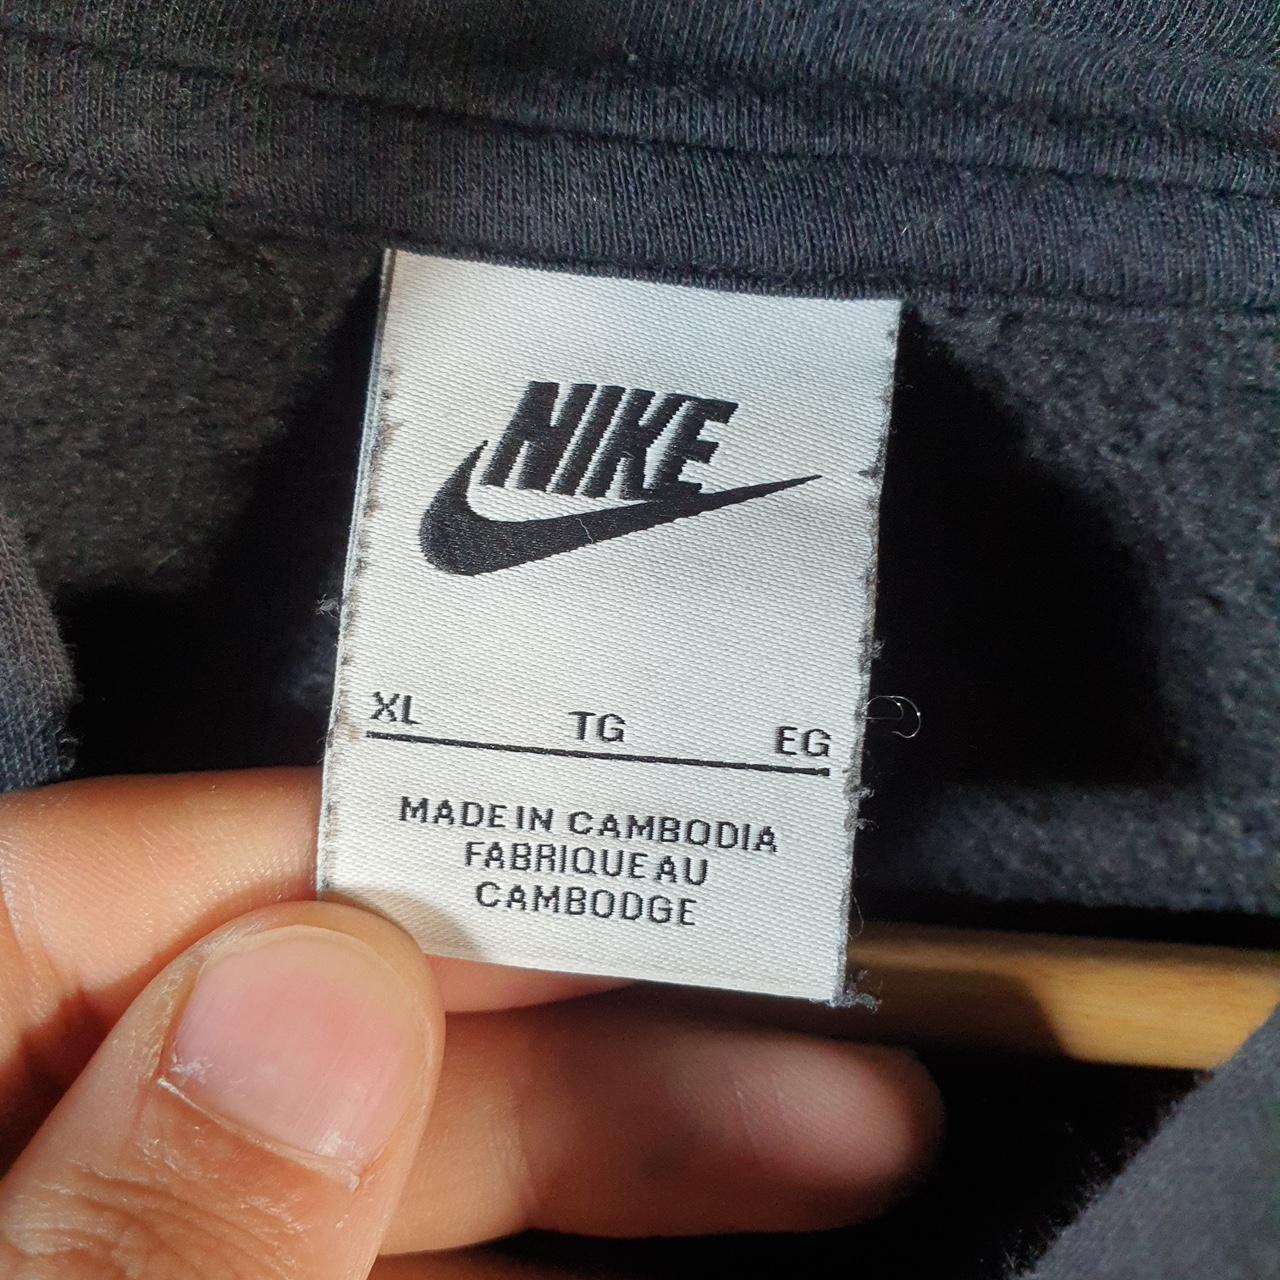 NIKE
XL TG EG
MADE IN CAMBODIA
FABRIQUE AU
CAMBODGE